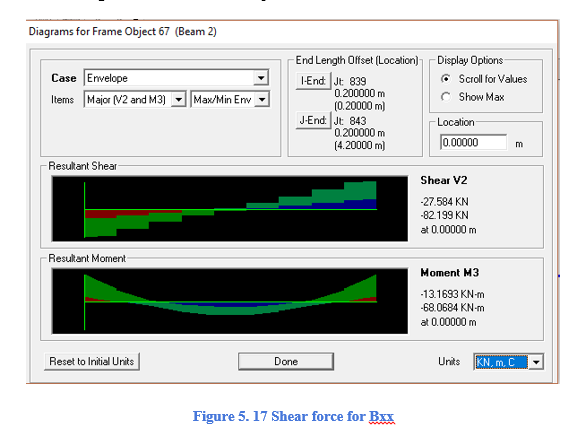 Diagrams for Frame Object 67 (Beam 2)
Case Envelope
Items Major (V2 and M3) Max/Min Env
End Length Offset (Location)
I-End: Jt: 839
0.200000 m
(0.20000 m)
J-End: Jt: 843
0.200000 m
(4.20000 m)
Display Options
Scroll for Values
Show Max
Location
0.00000 m
Resultant Shear
Shear V2
-27.584 KN
-82.199 KN
at 0.00000 m
Resultant Moment
Moment M3
-13.1693 KN-m
-68.0684 KN-m
at 0.00000 m
Reset to Initial Units Done Units KN, m, C
Figure 5. 17 Shear force for Bxx